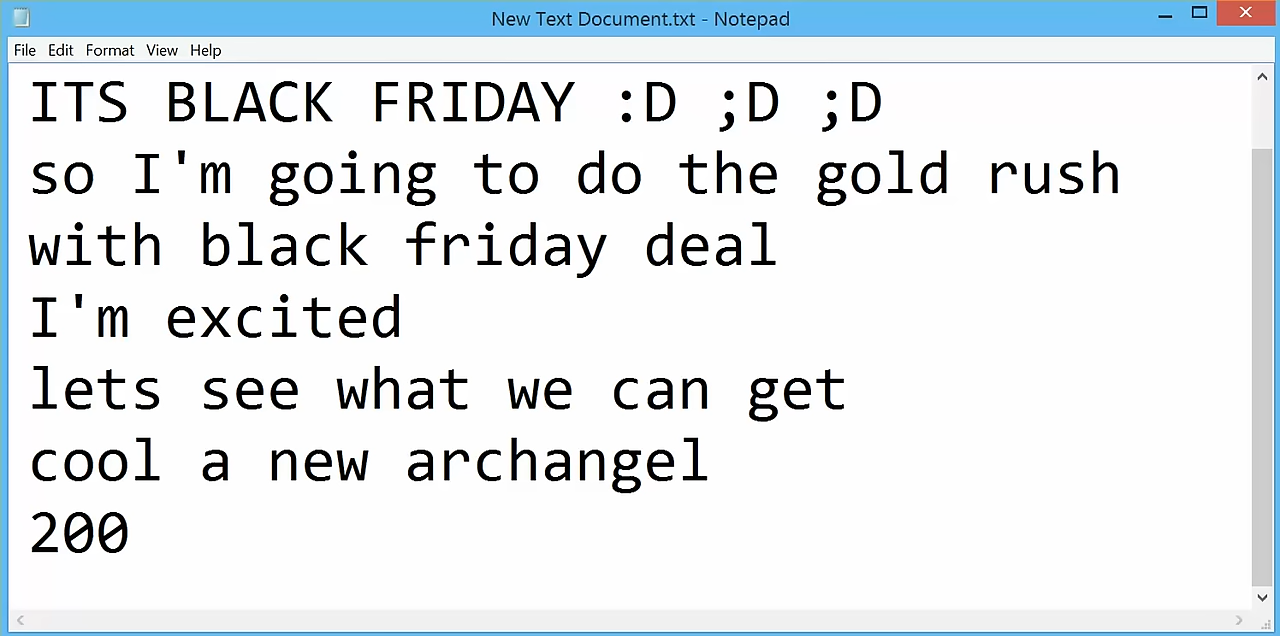 New Text Document.txt - Notepad
File Edit Format View Help
ITS BLACK FRIDAY :D ;D ;D
so I'm going to do the gold rush
with black friday deal
I'm excited
lets see what we can get
cool a new archangel
200